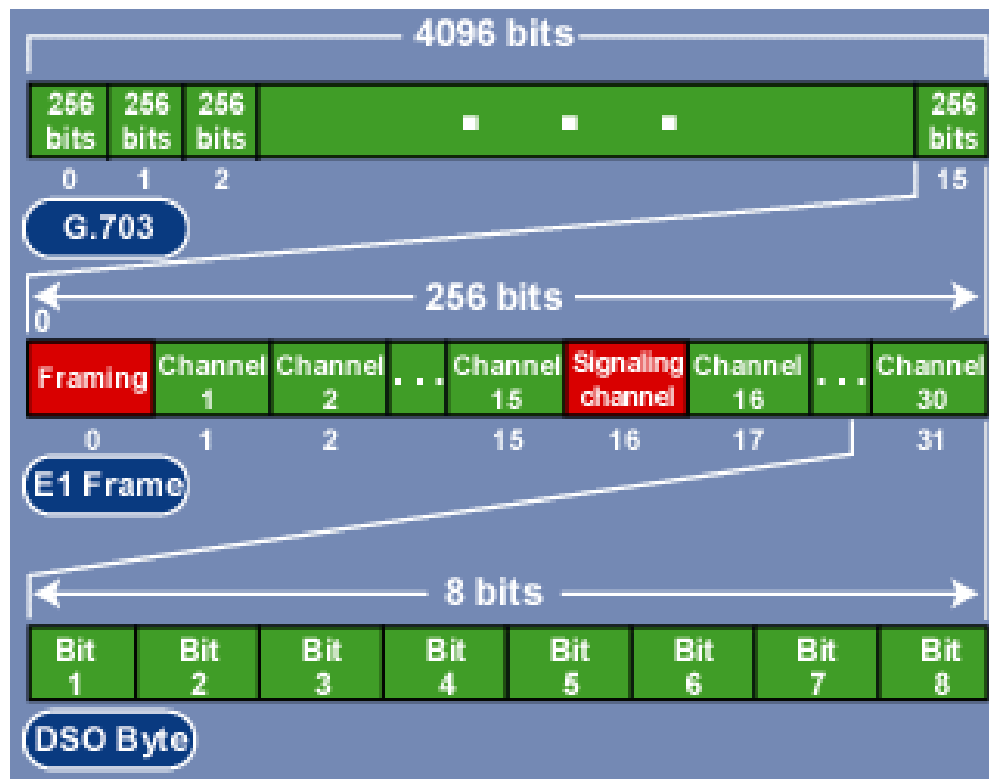 4096 bits
256 256 256 256
bits bits bits bits
0 1 2 15
G.703
256 bits
0
Framing Channel 1 Channel 2 ... Channel 15 Signaling channel Channel 16 ... Channel 30
0 1 2 15 16 17 31
E1 Frame
8 bits
Bit Bit Bit Bit Bit Bit Bit Bit
1 2 3 4 5 6 7 8
DSO Byte